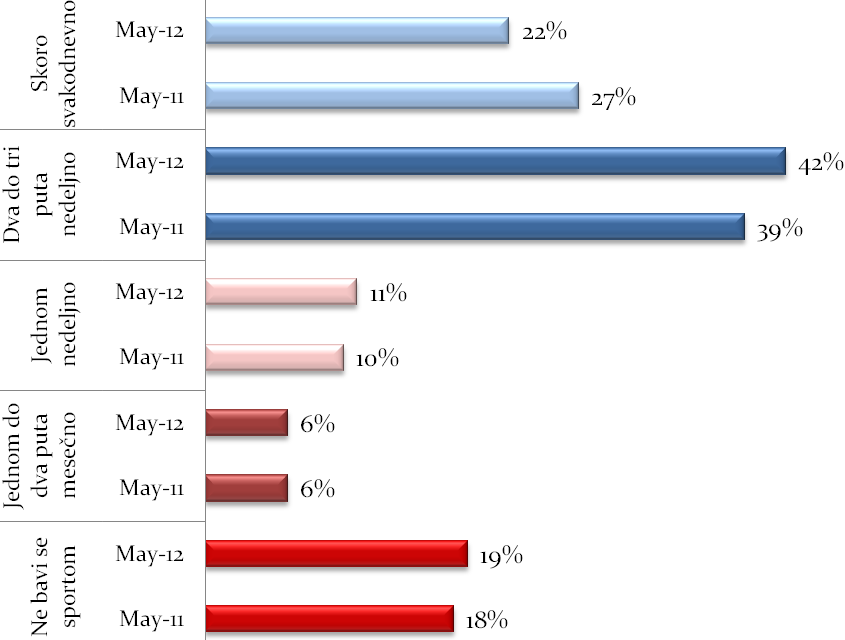 Skoro
svakodnevno
May-12
22%
May-11
27%
Dva do tri
puta
nedeljno
May-12
42%
May-11
39%
Jednom
nedeljno
May-12
11%
May-11
10%
Jednom do
dva puta
mesečno
May-12
6%
May-11
6%
Ne bavi se
sportom
May-12
19%
May-11
18%